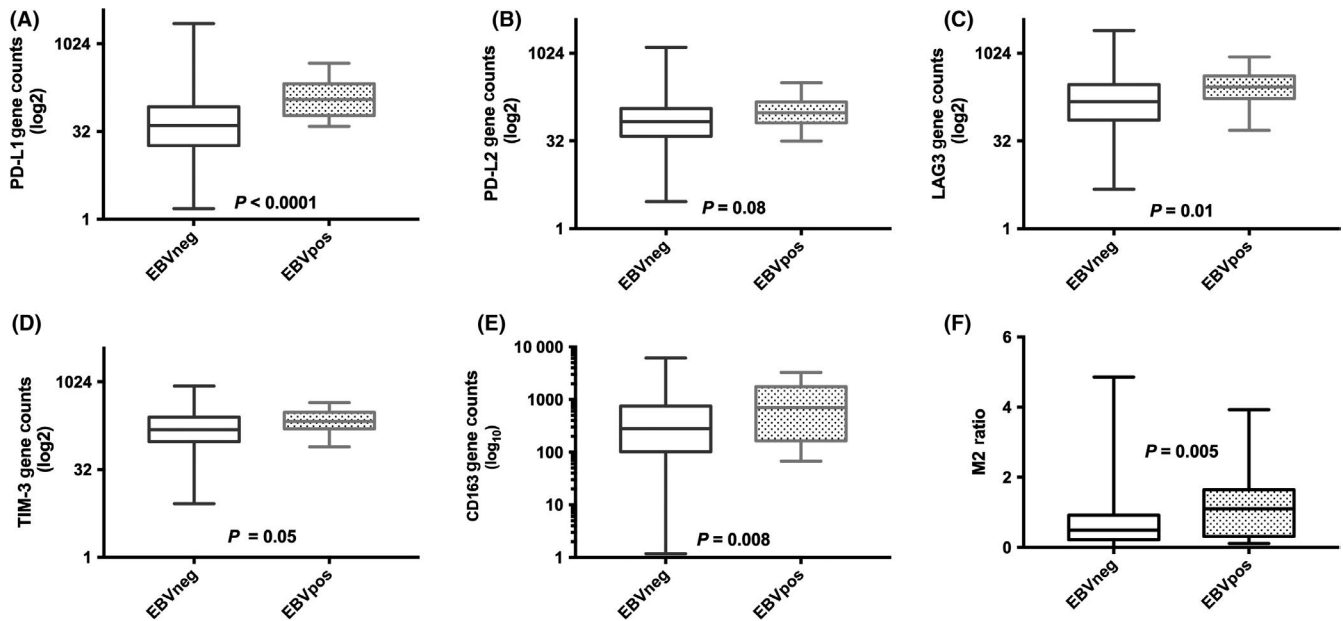 (A)
PD-L1 gene counts
(log2)
1024
32
1
P < 0.0001
EBVneg
EBVpos
(B)
PD-L2 gene counts
(log2)
1024
32
1
P = 0.08
EBVneg
EBVpos
(C)
LAG3 gene counts
(log2)
1024
32
1
P = 0.01
EBVneg
EBVpos
(D)
TIM-3 gene counts
(log2)
1024
32
1
P = 0.05
EBVneg
EBVpos
(E)
CD163 gene counts
(log₁₀)
10 000
1000
100
10
1
P = 0.008
EBVneg
EBVpos
(F)
M2 ratio
6
4
2
0
P = 0.005
EBVneg
EBVpos